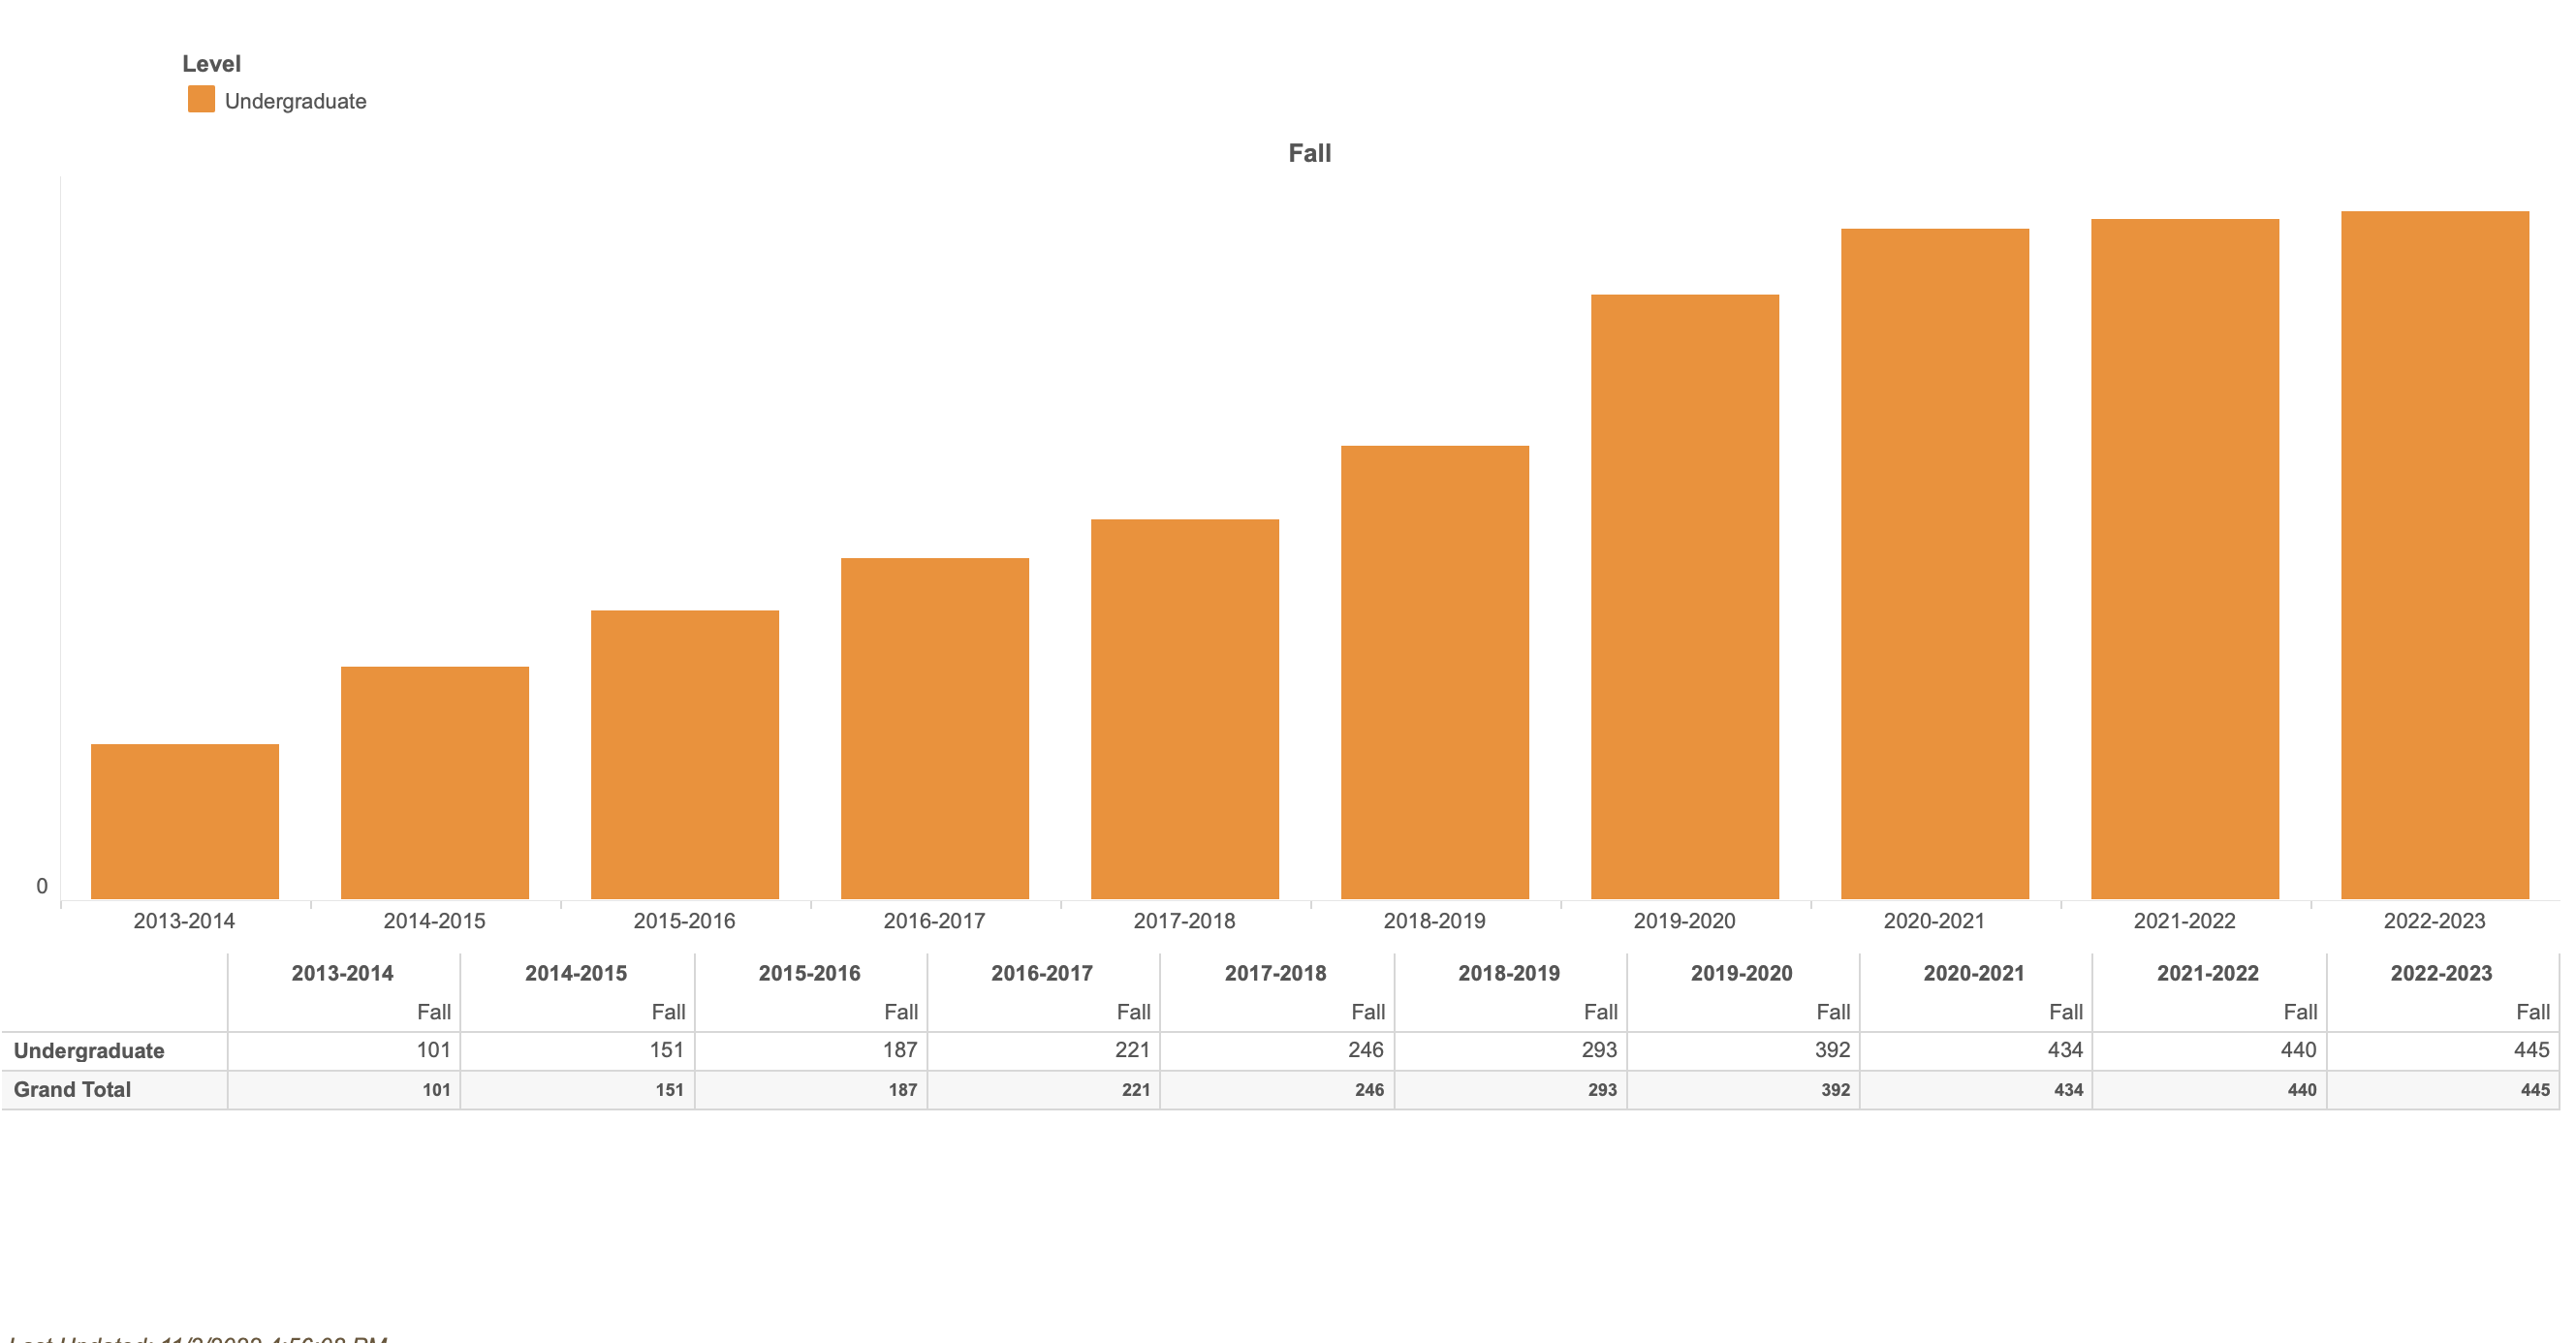 Level
Undergraduate
Fall
0
2013-2014 2014-2015 2015-2016 2016-2017 2017-2018 2018-2019 2019-2020 2020-2021 2021-2022 2022-2023
2013-2014 2014-2015 2015-2016 2016-2017 2017-2018 2018-2019 2019-2020 2020-2021 2021-2022 2022-2023
Fall Fall Fall Fall Fall Fall Fall Fall Fall Fall
Undergraduate 101 151 187 221 246 293 392 434 440 445
Grand Total 101 151 187 221 246 293 392 434 440 445
Last Updated: